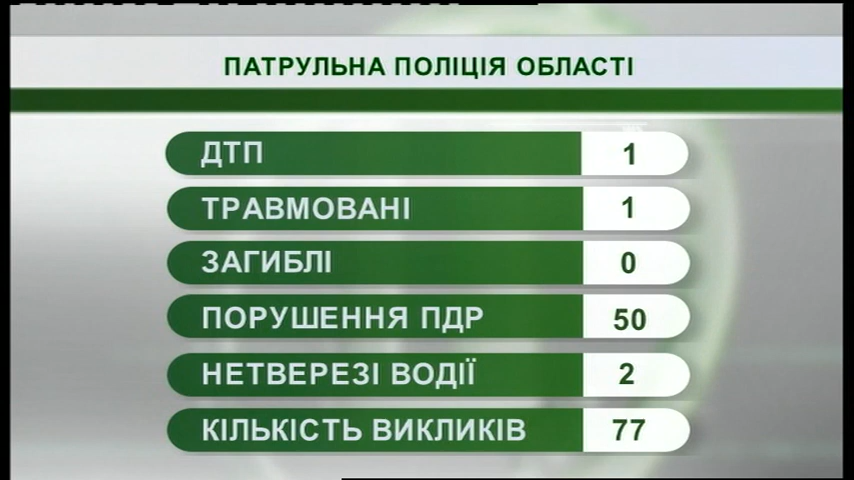 ПАТРУЛЬНА ПОЛІЦІЯ ОБЛАСТІ
ДТП 1
ТРАВМОВАНІ 1
ЗАГИБЛІ 0
ПОРУШЕННЯ ПДР 50
НЕТВЕРЕЗІ ВОДІЇ 2
КІЛЬКІСТЬ ВИКЛИКІВ 77